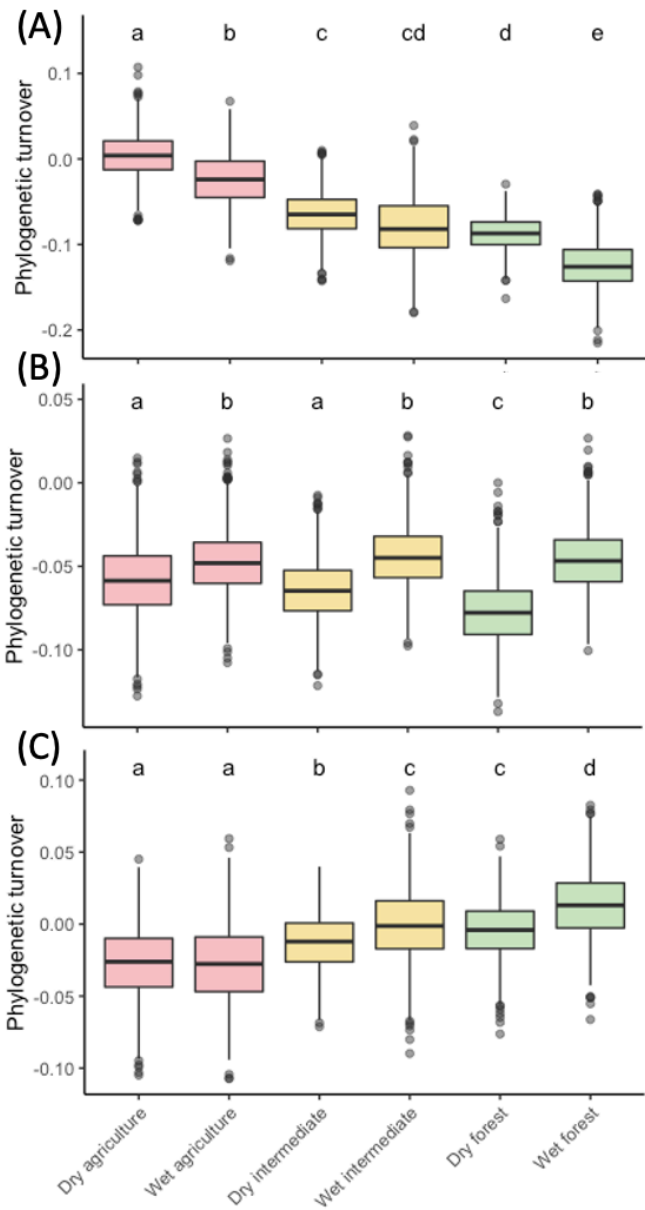 (A)
a b c cd d e
Phylogenetic turnover
0.1
0.0
-0.1
-0.2
(B)
a b a b c b
Phylogenetic turnover
0.05
0.00
-0.05
-0.10
(C)
a a b c c d
Phylogenetic turnover
0.10
0.05
0.00
-0.05
-0.10
Dry agriculture
Wet agriculture
Dry intermediate
Wet intermediate
Dry forest
Wet forest